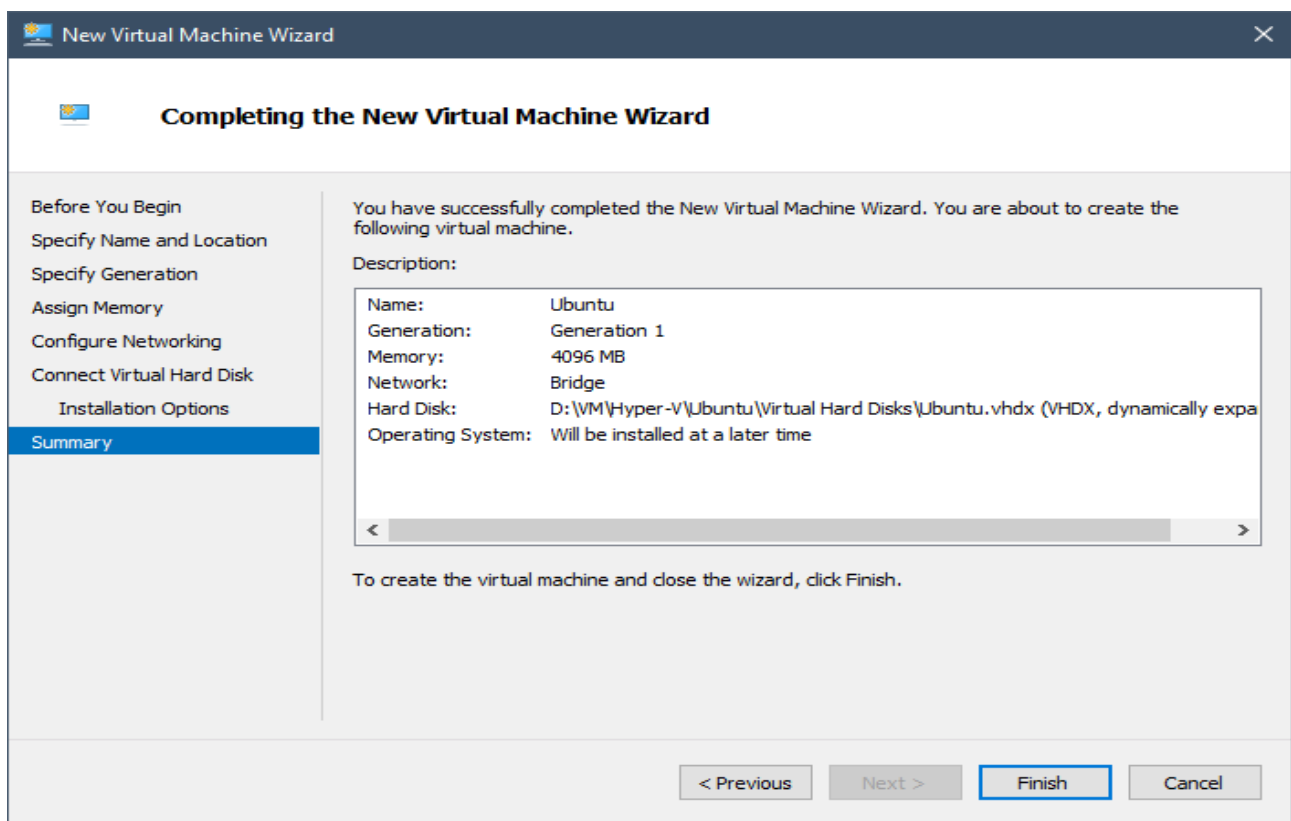 New Virtual Machine Wizard
Completing the New Virtual Machine Wizard
Before You Begin
Specify Name and Location
Specify Generation
Assign Memory
Configure Networking
Connect Virtual Hard Disk
Installation Options
Summary
You have successfully completed the New Virtual Machine Wizard. You are about to create the
following virtual machine.
Description:
Name: Ubuntu
Generation: Generation 1
Memory: 4096 MB
Network: Bridge
Hard Disk: D:\VM\Hyper-V\Ubuntu\Virtual Hard Disks\Ubuntu.vhdx (VHDX, dynamically expa
Operating System: Will be installed at a later time
To create the virtual machine and close the wizard, click Finish.
< Previous Next > Finish Cancel